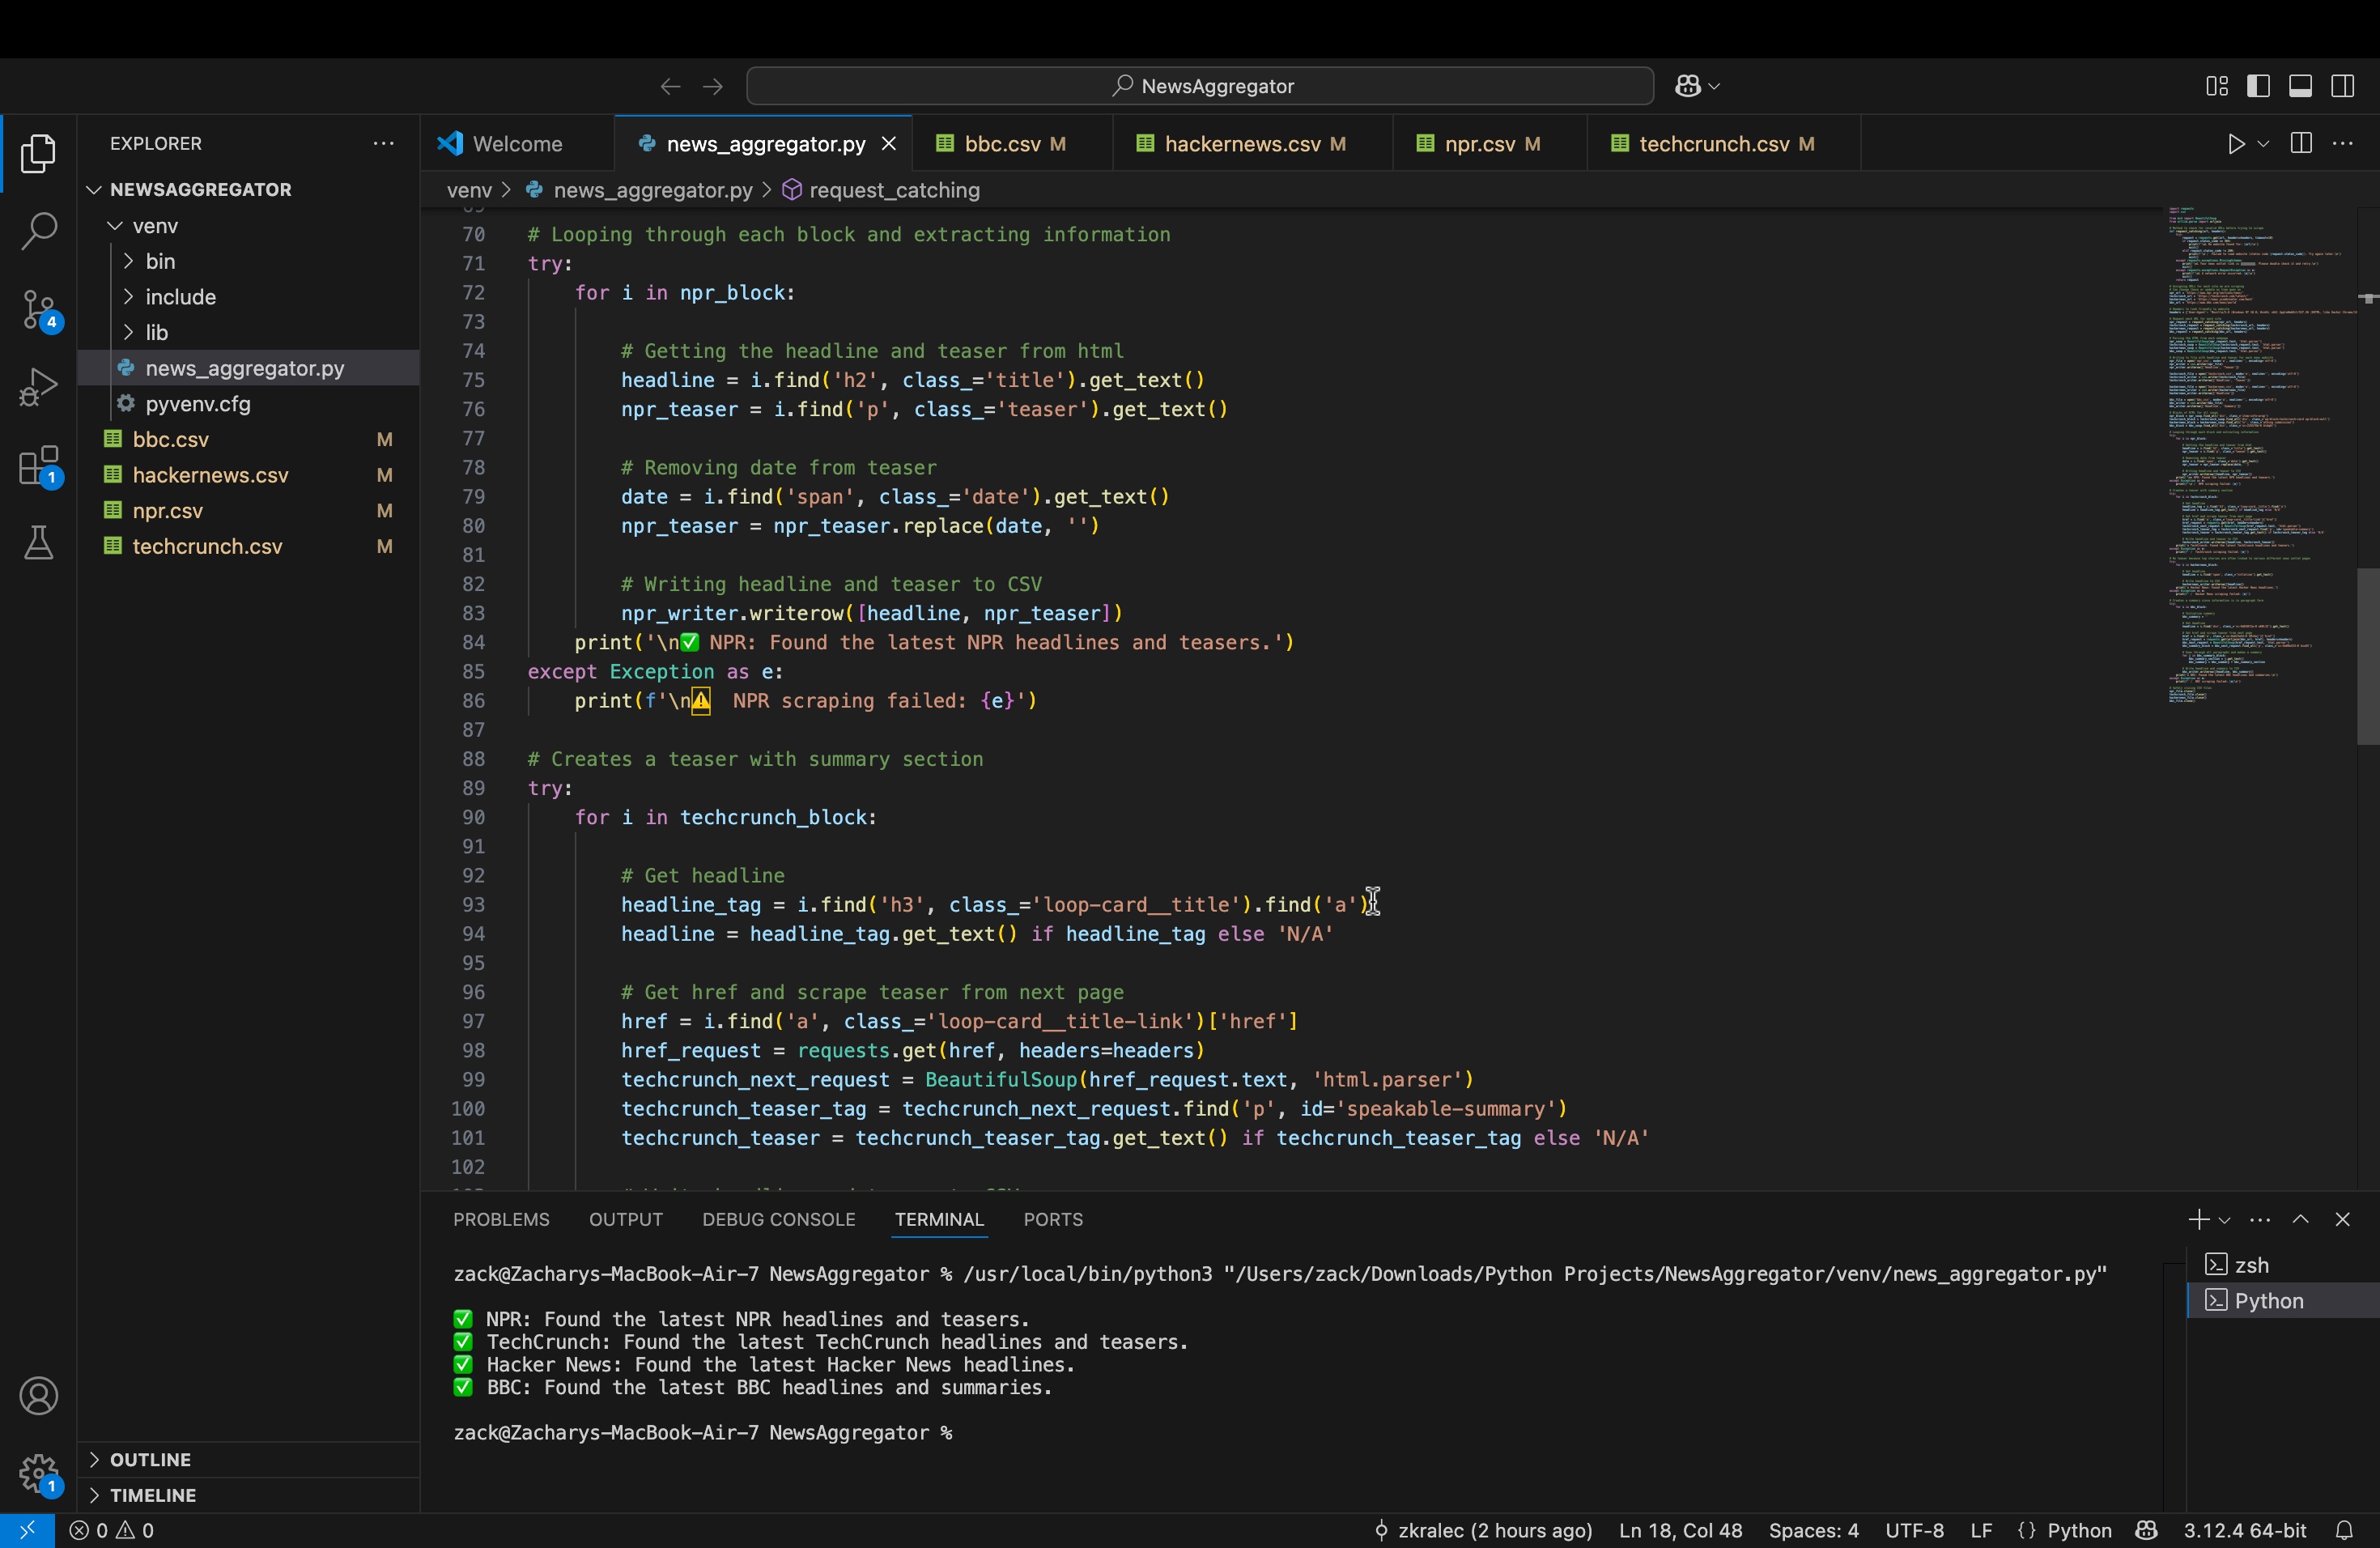 NewsAggregator
EXPLORER
Welcome
news_aggregator.py
bbc.csv M
hackernews.csv M
npr.csv M
techcrunch.csv M
NEWSAGGREGATOR
venv
bin
include
lib
news_aggregator.py
pyvenv.cfg
bbc.csv M
hackernews.csv M
npr.csv M
techcrunch.csv M
4
1
1
venv > news_aggregator.py > request_catching
70 # Looping through each block and extracting information
71 try:
72 for i in npr_block:
73
74 # Getting the headline and teaser from html
75 headline = i.find('h2', class_='title').get_text()
76 npr_teaser = i.find('p', class_='teaser').get_text()
77
78 # Removing date from teaser
79 date = i.find('span', class_='date').get_text()
80 npr_teaser = npr_teaser.replace(date, '')
81
82 # Writing headline and teaser to CSV
83 npr_writer.writerow([headline, npr_teaser])
84 print('\n✅ NPR: Found the latest NPR headlines and teasers.')
85 except Exception as e:
86 print(f'\n⚠️ NPR scraping failed: {e}')
87
88 # Creates a teaser with summary section
89 try:
90 for i in techcrunch_block:
91
92 # Get headline
93 headline_tag = i.find('h3', class_='loop-card__title').find('a')
94 headline = headline_tag.get_text() if headline_tag else 'N/A'
95
96 # Get href and scrape teaser from next page
97 href = i.find('a', class_='loop-card__title-link')['href']
98 href_request = requests.get(href, headers=headers)
99 techcrunch_next_request = BeautifulSoup(href_request.text, 'html.parser')
100 techcrunch_teaser_tag = techcrunch_next_request.find('p', id='speakable-summary')
101 techcrunch_teaser = techcrunch_teaser_tag.get_text() if techcrunch_teaser_tag else 'N/A'
102
PROBLEMS OUTPUT DEBUG CONSOLE TERMINAL PORTS
zack@Zacharys-MacBook-Air-7 NewsAggregator % /usr/local/bin/python3 "/Users/zack/Downloads/Python Projects/NewsAggregator/venv/news_aggregator.py"
✅ NPR: Found the latest NPR headlines and teasers.
✅ TechCrunch: Found the latest TechCrunch headlines and teasers.
✅ Hacker News: Found the latest Hacker News headlines.
✅ BBC: Found the latest BBC headlines and summaries.
zack@Zacharys-MacBook-Air-7 NewsAggregator %
zsh
Python
OUTLINE
TIMELINE
0 0 zkralec (2 hours ago) Ln 18, Col 48 Spaces: 4 UTF-8 LF {} Python 3.12.4 64-bit